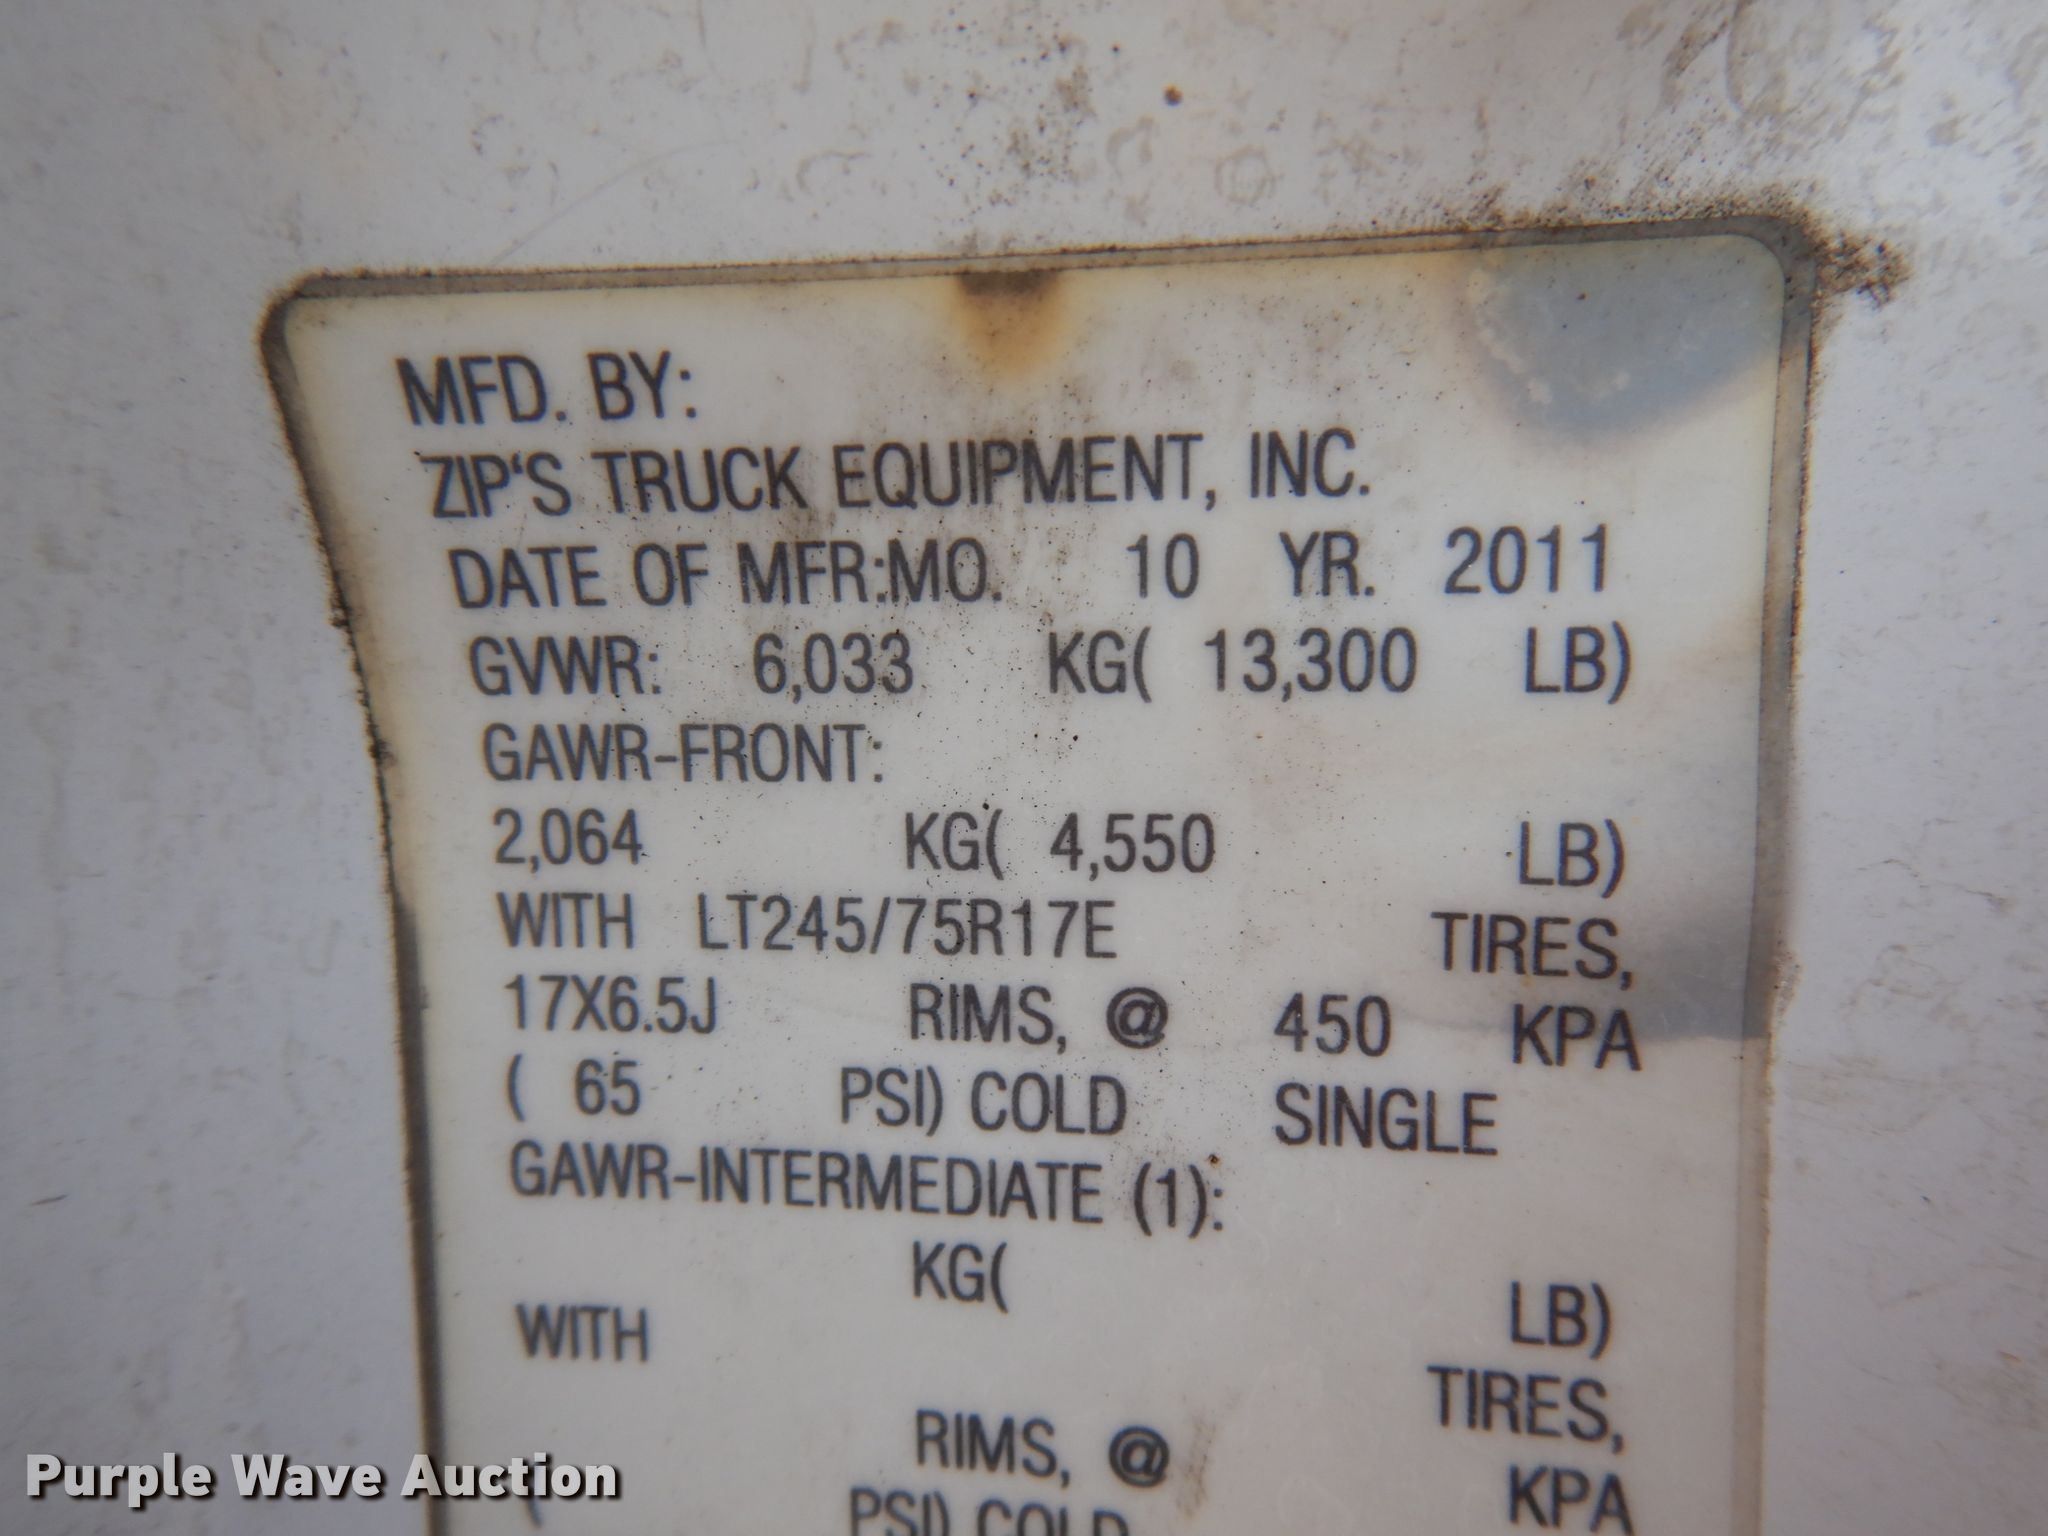 MFD. BY:
ZIP'S TRUCK EQUIPMENT, INC.
DATE OF MFR:MO. 10 YR. 2011
GVWR: 6,033 KG( 13,300 LB)
GAWR-FRONT:
2,064 KG( 4,550 LB)
WITH LT245/75R17E TIRES,
17X6.5J RIMS, @ 450 KPA
( 65 PSI) COLD SINGLE
GAWR-INTERMEDIATE (1):
KG( LB)
WITH TIRES,
RIMS, @ KPA
( PSI) COLD
Purple Wave Auction